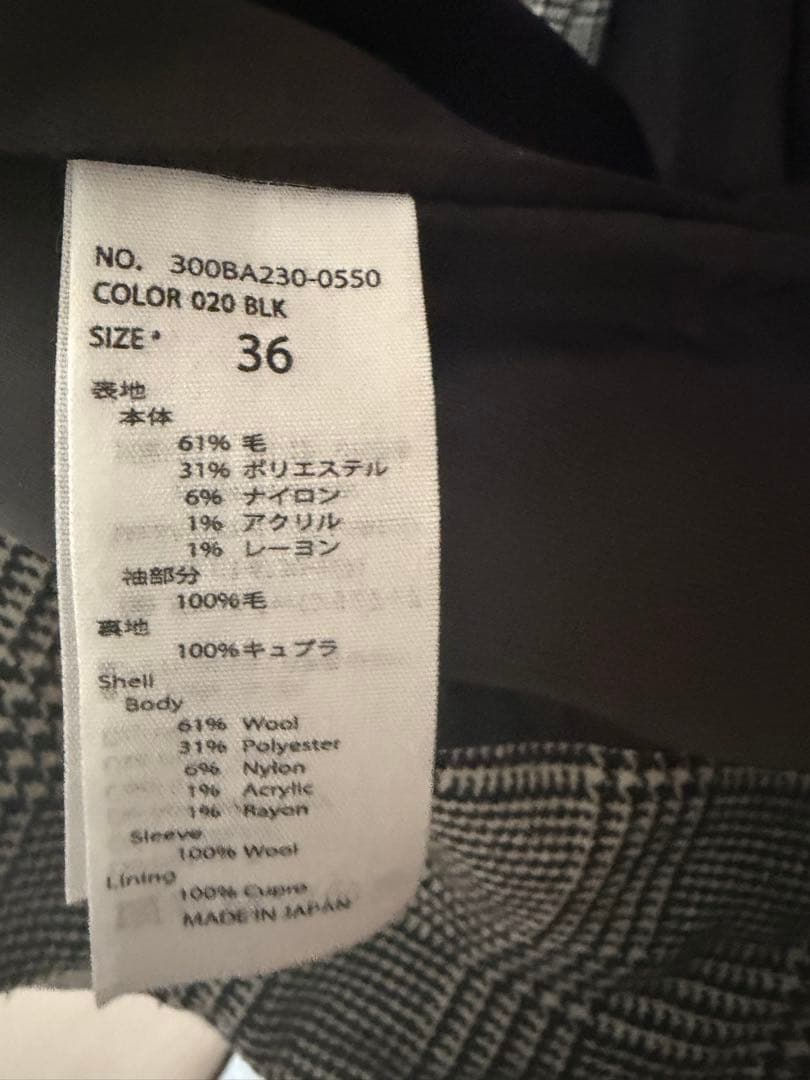 NO. 300BA230-0550
COLOR 020 BLK
SIZE 36
表地
本体
61% 毛
31% ポリエステル
6% ナイロン
1% アクリル
1% レーヨン
袖部分
100%毛
裏地
100%キュプラ
Shell
Body
61% Wool
31% Polyester
6% Nylon
1% Acrylic
1% Rayon
Sleeve
100% Wool
Lining
100% Cupro
MADE IN JAPAN